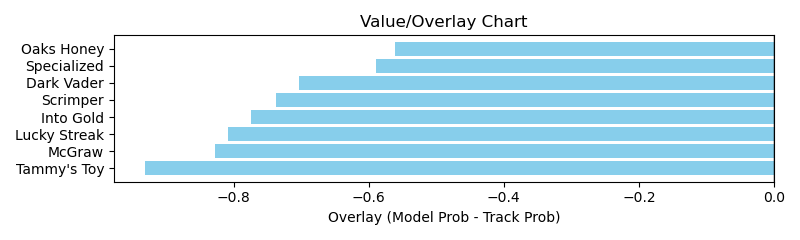 Value/Overlay Chart
Oaks Honey
Specialized
Dark Vader
Scrimper
Into Gold
Lucky Streak
McGraw
Tammy's Toy
−0.8 −0.6 −0.4 −0.2 0.0
Overlay (Model Prob - Track Prob)